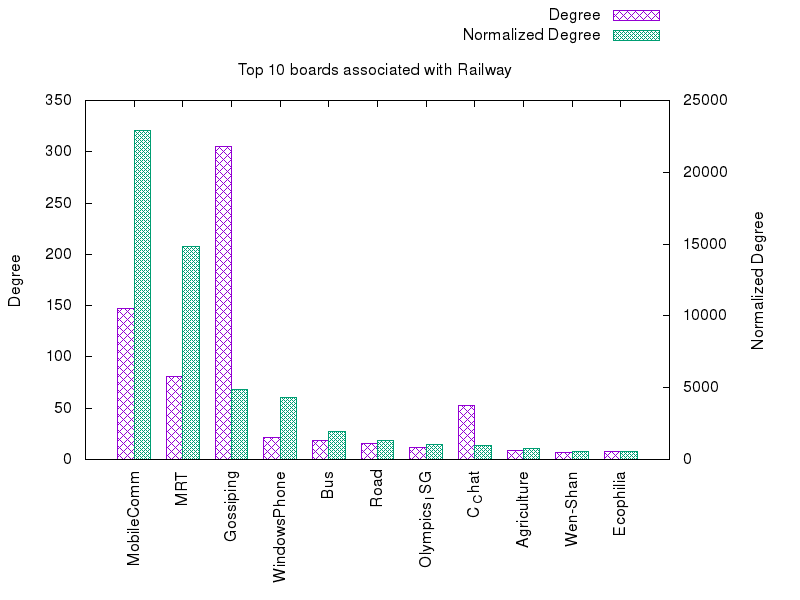 Degree
Normalized Degree
Top 10 boards associated with Railway
350
300
250
200
150
100
50
0
25000
20000
15000
10000
5000
0
Degree
Normalized Degree
MobileComm
MRT
Gossiping
WindowsPhone
Bus
Road
Olympics_ISG
C_Chat
Agriculture
Wen-Shan
Ecophilia